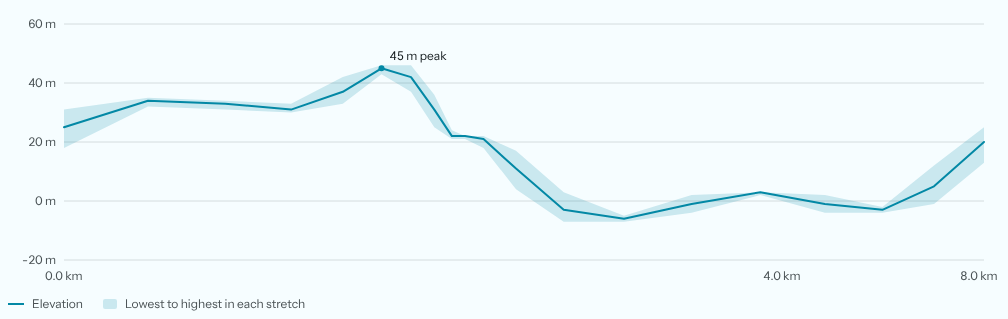 60 m
45 m peak
40 m
20 m
0 m
-20 m
0.0 km 4.0 km 8.0 km
Elevation Lowest to highest in each stretch